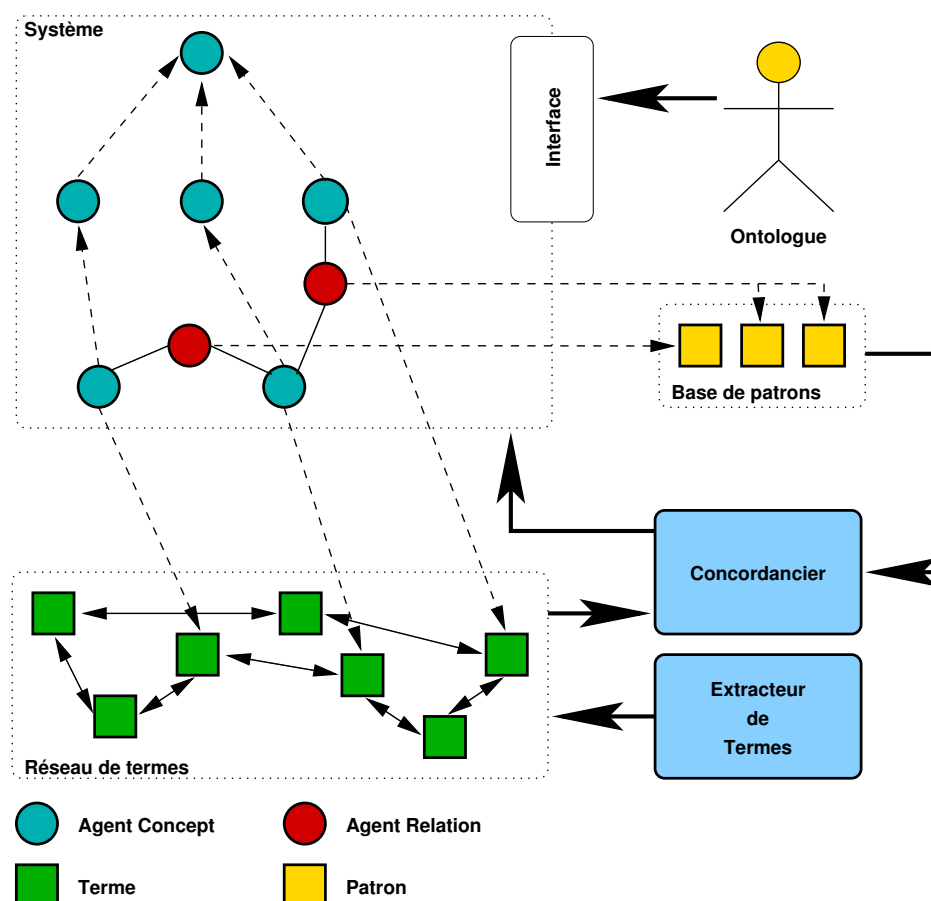 Système
Interface
Ontologue
Base de patrons
Concordancier
Extracteur
de
Termes
Réseau de termes
Agent Concept
Agent Relation
Terme
Patron